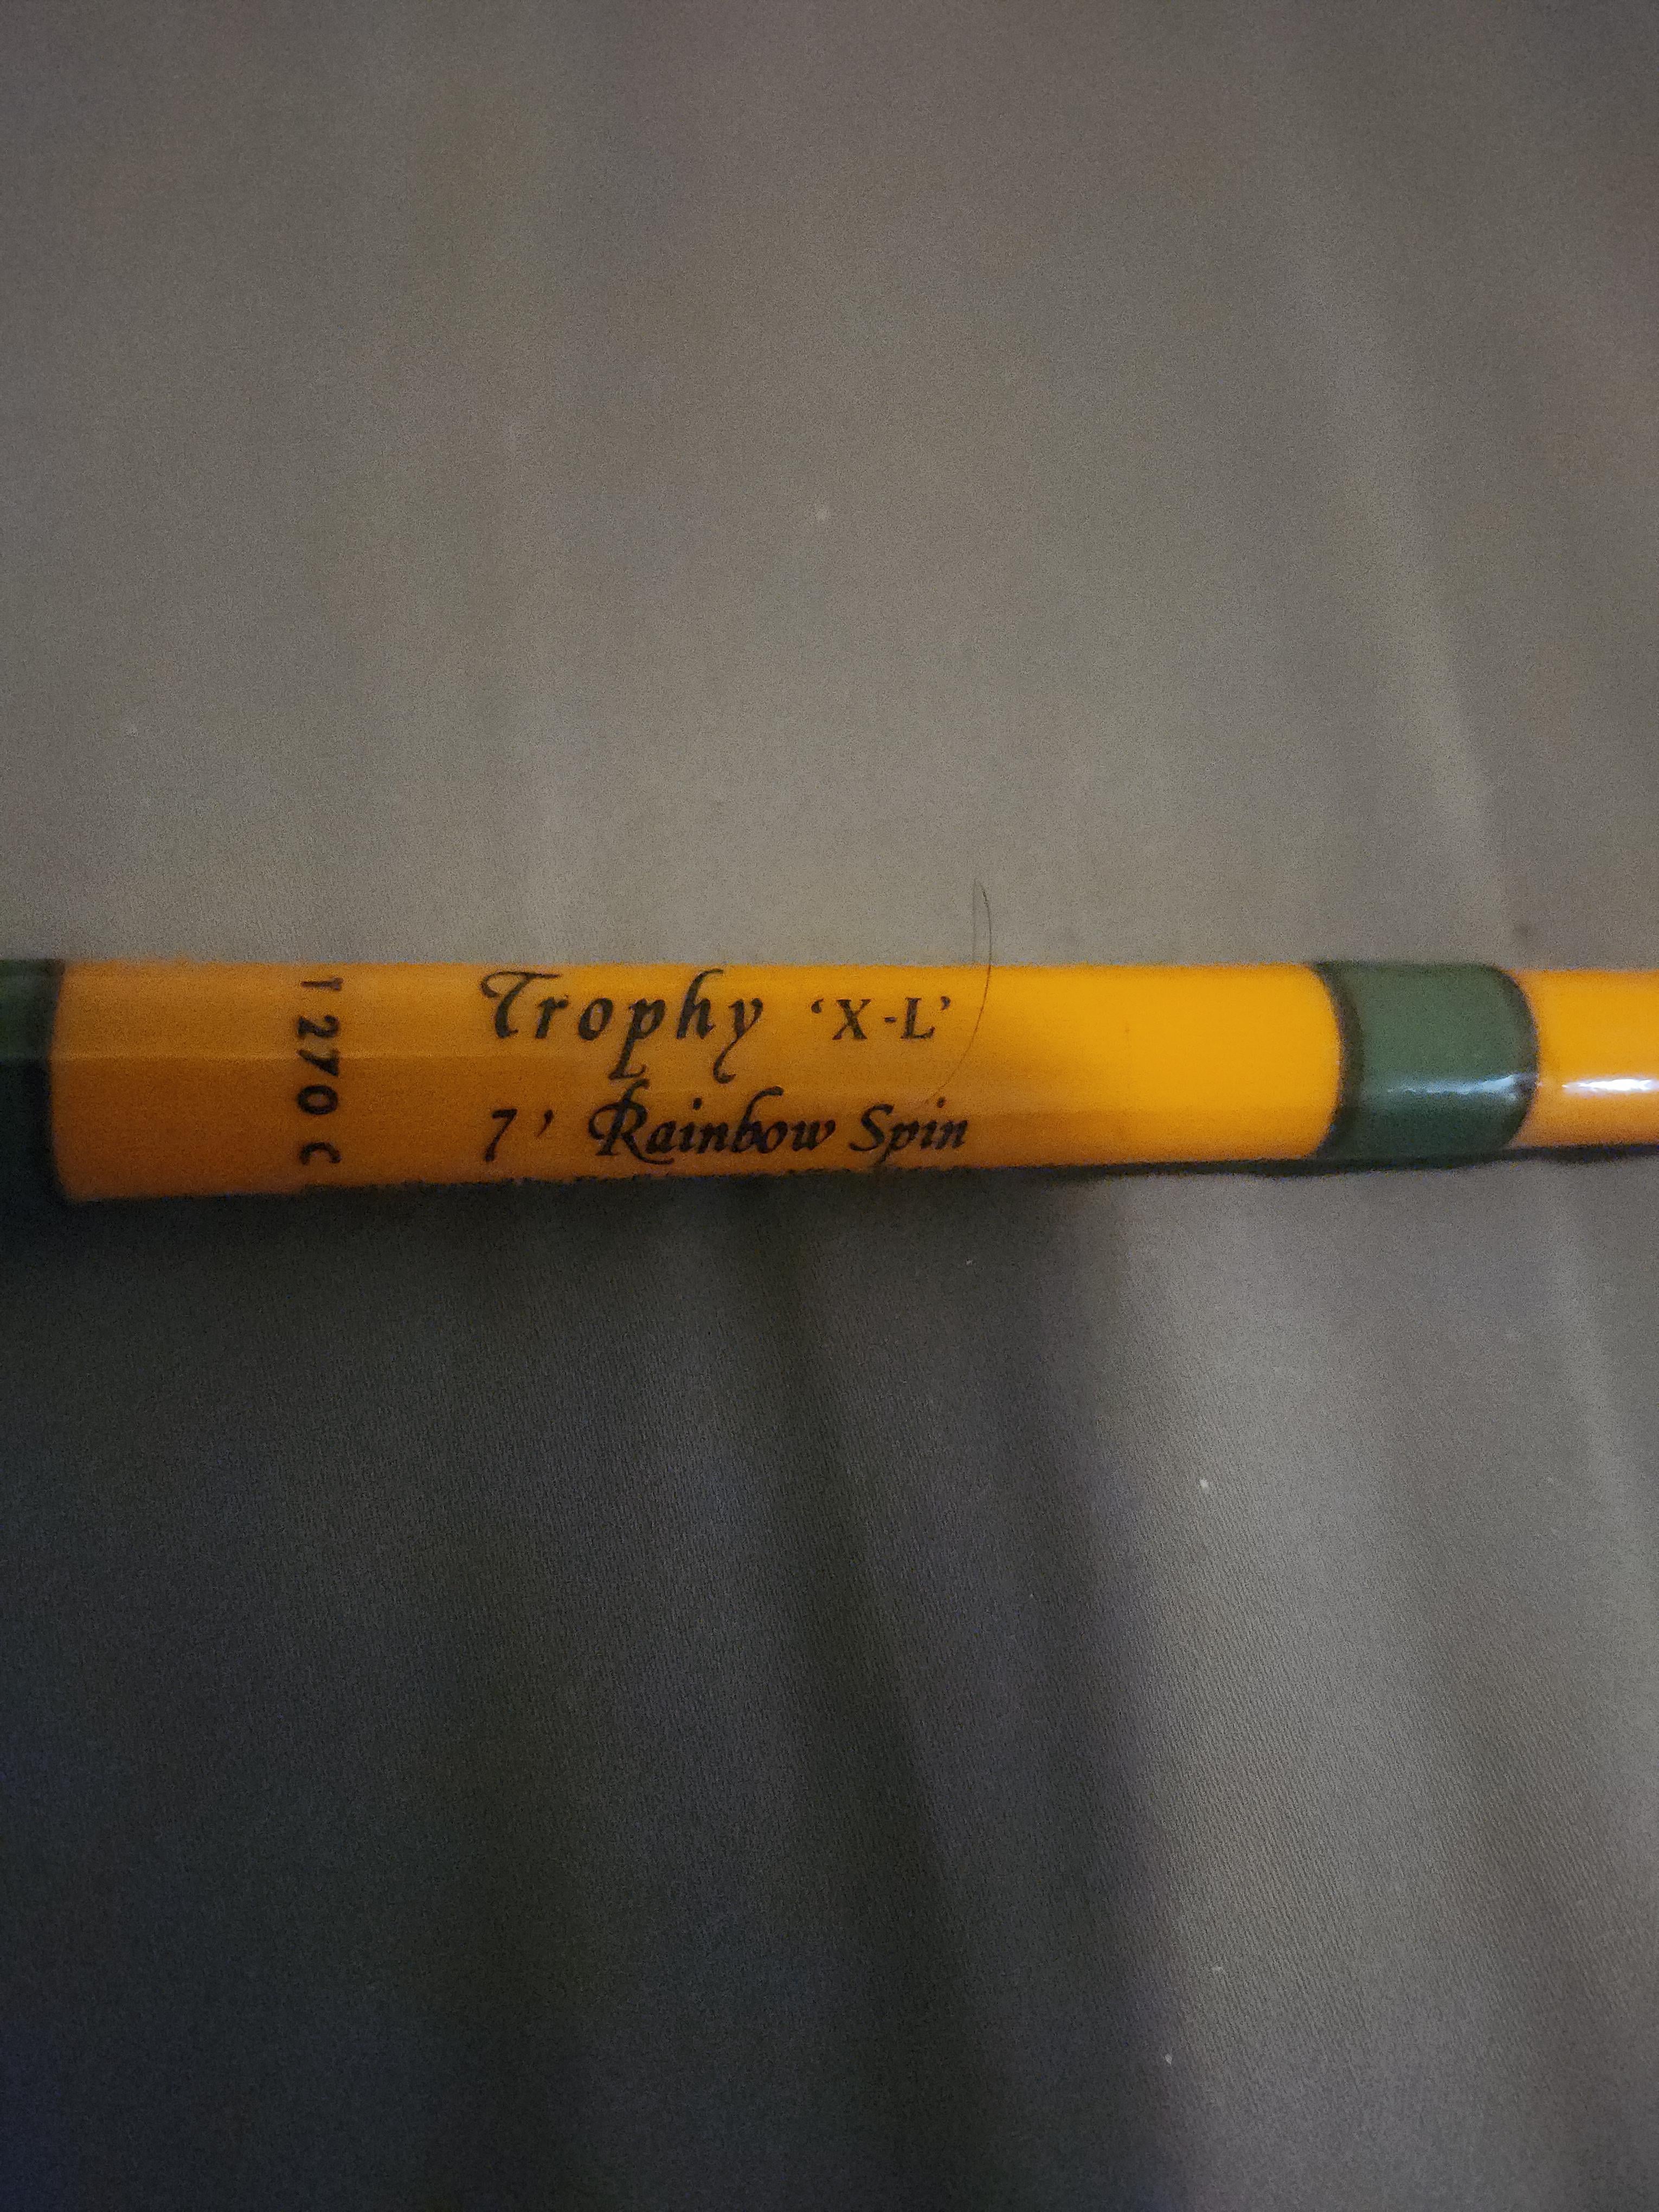 T270C
Trophy ‘X-L’
7’ Rainbow Spin